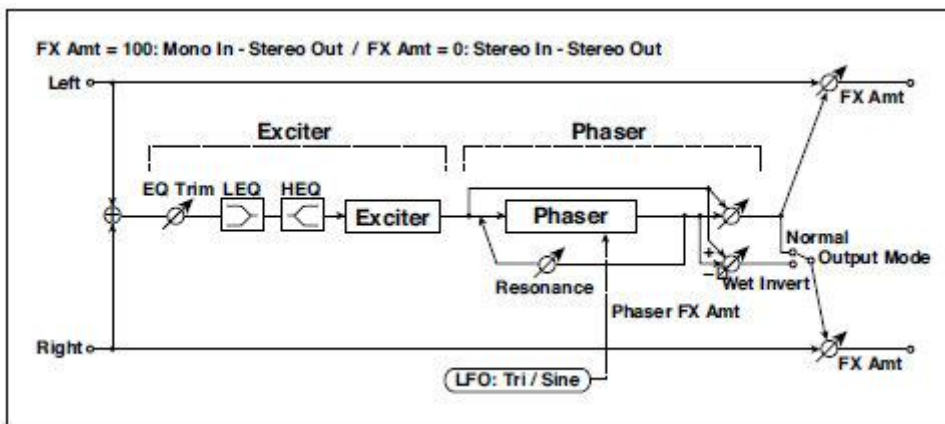 FX Amt = 100: Mono In - Stereo Out / FX Amt = 0: Stereo In - Stereo Out
Left
FX Amt
Exciter
Phaser
EQ Trim
LEQ
HEQ
Exciter
Phaser
Normal
+
Output Mode
−
Resonance
Wet Invert
Phaser FX Amt
Right
FX Amt
LFO: Tri / Sine